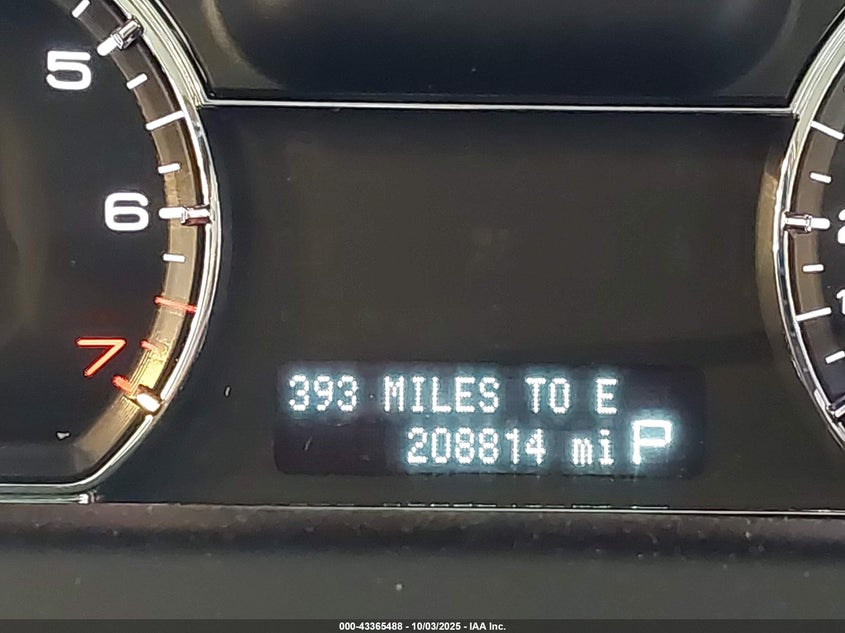 5
6
7
393 MILES TO E
208814 mi P
000-43365488 - 10/03/2025 - IAA Inc.